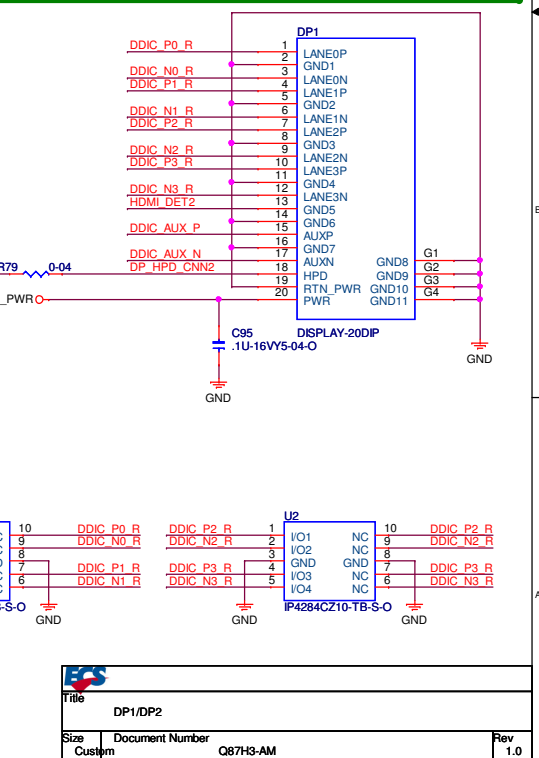 DP1
DDIC_P0_R 1 LANE0P
2 GND1
DDIC_N0_R 3 LANE0N
DDIC_P1_R 4 LANE1P
5 GND2
DDIC_N1_R 6 LANE1N
DDIC_P2_R 7 LANE2P
8 GND3
DDIC_N2_R 9 LANE2N
DDIC_P3_R 10 LANE3P
11 GND4
DDIC_N3_R 12 LANE3N
HDMI_DET2 13 GND5
14 GND6
DDIC_AUX_P 15 AUXP
16 GND7
DDIC_AUX_N 17 AUXN GND8 G1
R79 0-04 DP_HPD_CNN2 18 HPD GND9 G2
19 RTN_PWR GND10 G3
_PWR 20 PWR GND11 G4
C95 DISPLAY-20DIP
.1U-16VY5-04-O
GND
GND
B
U2
10 DDIC_P0_R DDIC_P2_R 1 I/O1 NC 10 DDIC_P2_R
9 DDIC_N0_R DDIC_N2_R 2 I/O2 NC 9 DDIC_N2_R
8 3 GND GND 8
7 DDIC_P1_R DDIC_P3_R 4 I/O3 NC 7 DDIC_P3_R
6 DDIC_N1_R DDIC_N3_R 5 I/O4 NC 6 DDIC_N3_R
-S-O IP4284CZ10-TB-S-O
A
GND GND GND
ECS
Title
DP1/DP2
Size Document Number Rev
Custom Q87H3-AM 1.0